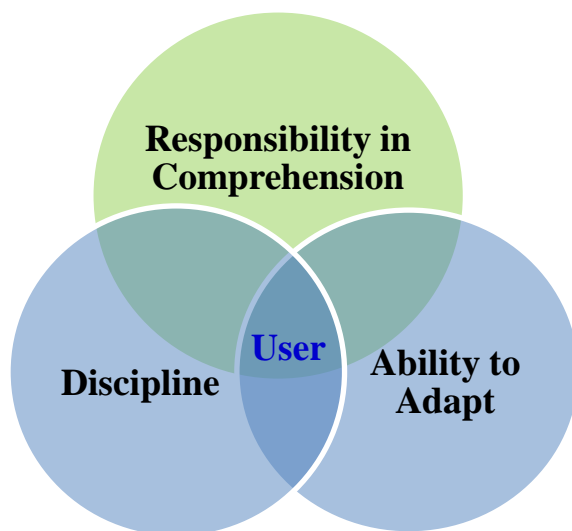 Responsibility in
Comprehension
User
Discipline
Ability to
Adapt